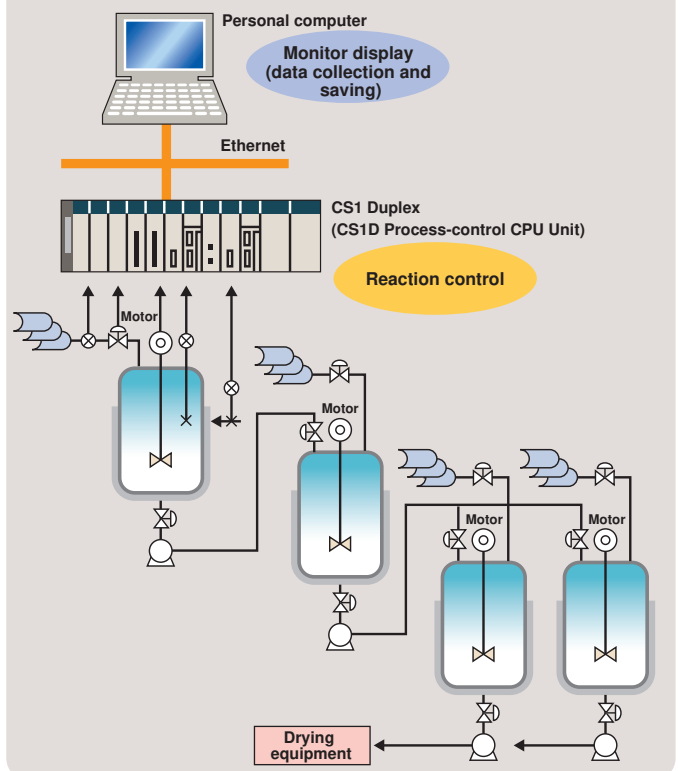 Personal computer
Monitor display
(data collection and
saving)
Ethernet
CS1 Duplex
(CS1D Process-control CPU Unit)
Reaction control
Motor
Motor
Motor
Motor
Drying
equipment